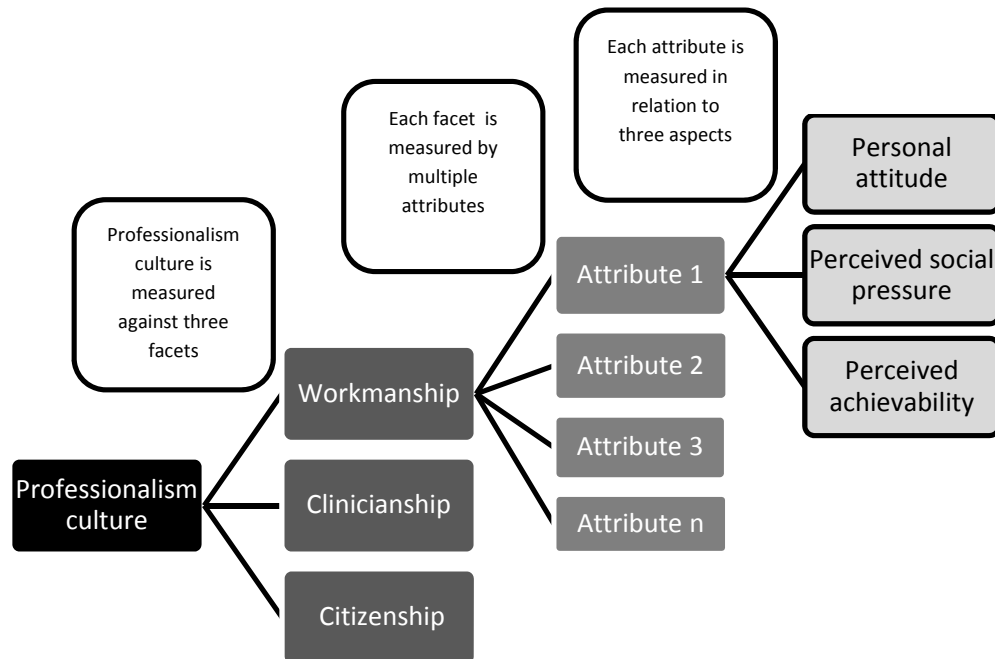 Each attribute is
measured in
relation to
three aspects
Each facet  is
measured by
multiple
attributes
Professionalism
culture is
measured
against three
facets
Personal
attitude
Perceived social
pressure
Perceived
achievability
Attribute 1
Attribute 2
Attribute 3
Attribute n
Workmanship
Clinicianship
Citizenship
Professionalism
culture